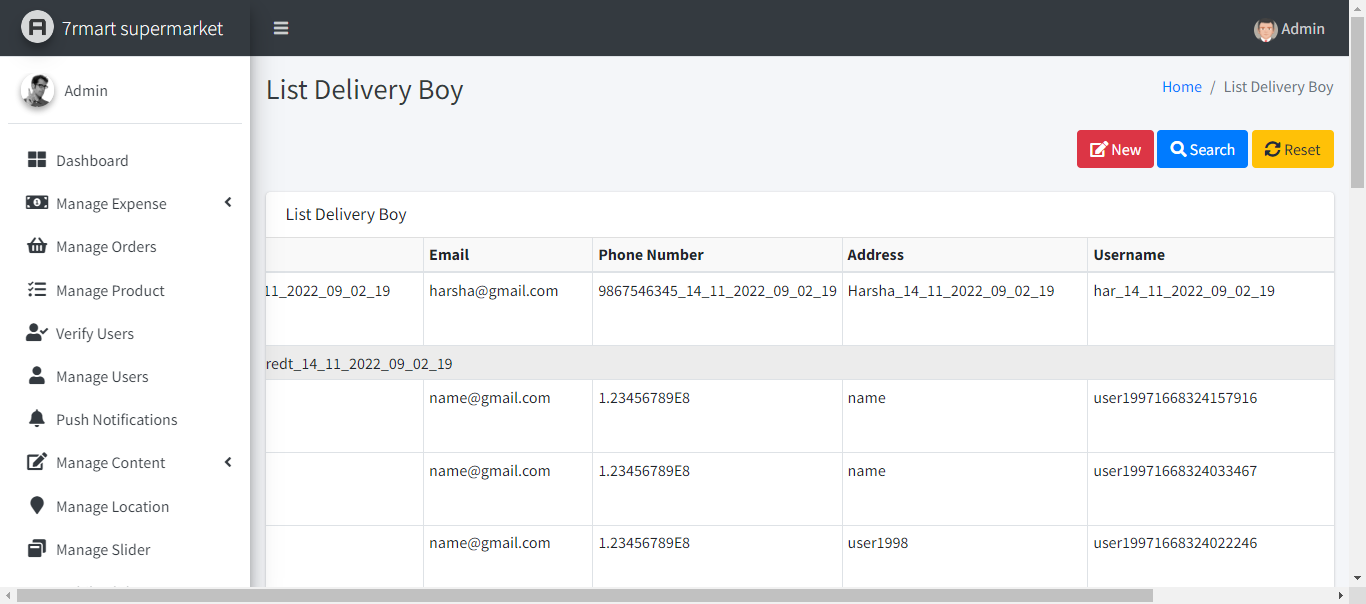 7rmart supermarket
Admin
Admin
Dashboard
Manage Expense
Manage Orders
Manage Product
Verify Users
Manage Users
Push Notifications
Manage Content
Manage Location
Manage Slider
List Delivery Boy
Home / List Delivery Boy
New Search Reset
List Delivery Boy
Email Phone Number Address Username
11_2022_09_02_19 harsha@gmail.com 9867546345_14_11_2022_09_02_19 Harsha_14_11_2022_09_02_19 har_14_11_2022_09_02_19
redt_14_11_2022_09_02_19
name@gmail.com 1.23456789E8 name user19971668324157916
name@gmail.com 1.23456789E8 name user19971668324033467
name@gmail.com 1.23456789E8 user1998 user19971668324022246